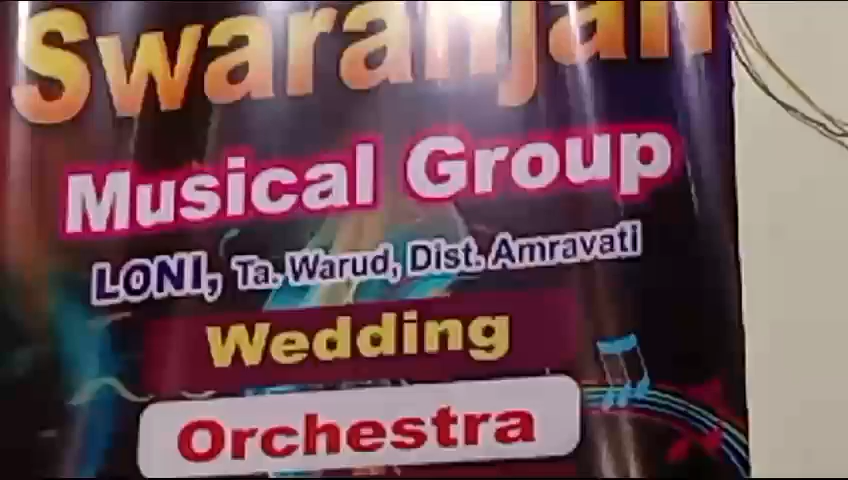 Swaranjali
Musical Group
LONI, Ta. Warud, Dist. Amravati
Wedding
Orchestra